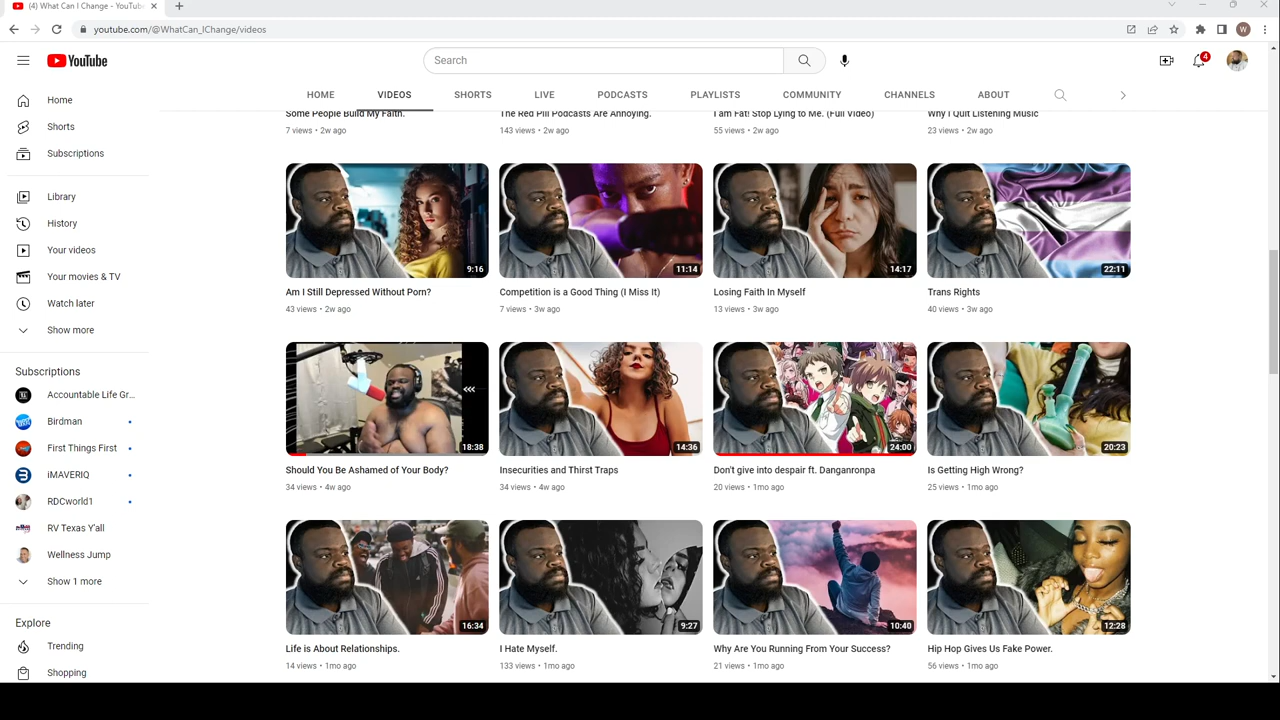 (4) What Can I Change - YouTube
youtube.com/@WhatCan_IChange/videos
W
YouTube
Search
4
HOME
VIDEOS
SHORTS
LIVE
PODCASTS
PLAYLISTS
COMMUNITY
CHANNELS
ABOUT
Home
Shorts
Subscriptions
Library
History
Your videos
Your movies & TV
Watch later
Show more
Subscriptions
Accountable Life Gr...
Birdman
First Things First
iMAVERIQ
RDCworld1
RV Texas Y'all
Wellness Jump
Show 1 more
Explore
Trending
Shopping
Some People Build My Faith.
7 views • 2w ago
The Red Pill Podcasts Are Annoying.
143 views • 2w ago
I am Fat! Stop Lying to Me. (Full Video)
55 views • 2w ago
Why I Quit Listening Music
23 views • 2w ago
9:16
Am I Still Depressed Without Porn?
43 views • 2w ago
11:14
Competition is a Good Thing (I Miss It)
7 views • 3w ago
14:17
Losing Faith In Myself
13 views • 3w ago
22:11
Trans Rights
40 views • 3w ago
18:38
Should You Be Ashamed of Your Body?
34 views • 4w ago
14:36
Insecurities and Thirst Traps
34 views • 4w ago
24:00
Don't give into despair ft. Danganronpa
20 views • 1mo ago
20:23
Is Getting High Wrong?
25 views • 1mo ago
16:34
Life is About Relationships.
14 views • 1mo ago
9:27
I Hate Myself.
133 views • 1mo ago
10:40
Why Are You Running From Your Success?
21 views • 1mo ago
12:28
Hip Hop Gives Us Fake Power.
56 views • 1mo ago